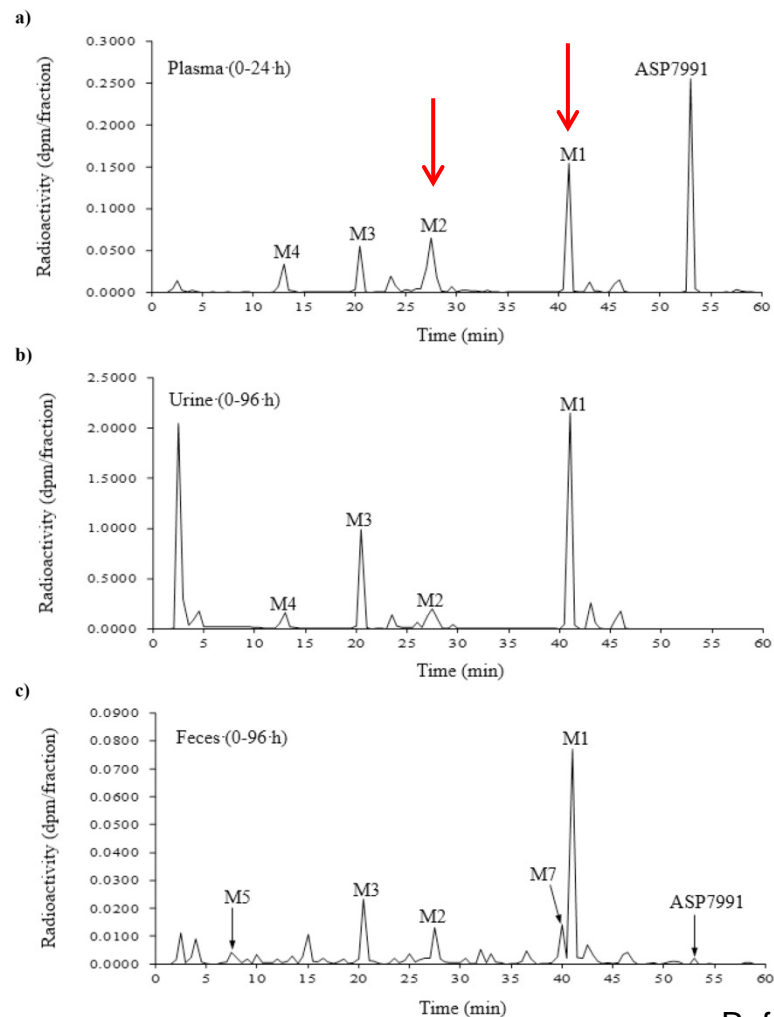 a)
Plasma·(0-24·h)
ASP7991
M1
M2
M3
M4
Radioactivity (dpm/fraction)
0.3000
0.2500
0.2000
0.1500
0.1000
0.0500
0.0000
0 5 10 15 20 25 30 35 40 45 50 55 60
Time (min)
b)
Urine·(0-96·h)
M1
M3
M4
M2
Radioactivity (dpm/fraction)
2.5000
2.0000
1.5000
1.0000
0.5000
0.0000
0 5 10 15 20 25 30 35 40 45 50 55 60
Time (min)
c)
Feces·(0-96·h)
M1
M7
M5
M3
M2
ASP7991
Radioactivity (dpm/fraction)
0.0900
0.0800
0.0700
0.0600
0.0500
0.0400
0.0300
0.0200
0.0100
0.0000
0 5 10 15 20 25 30 35 40 45 50 55 60
Time (min)